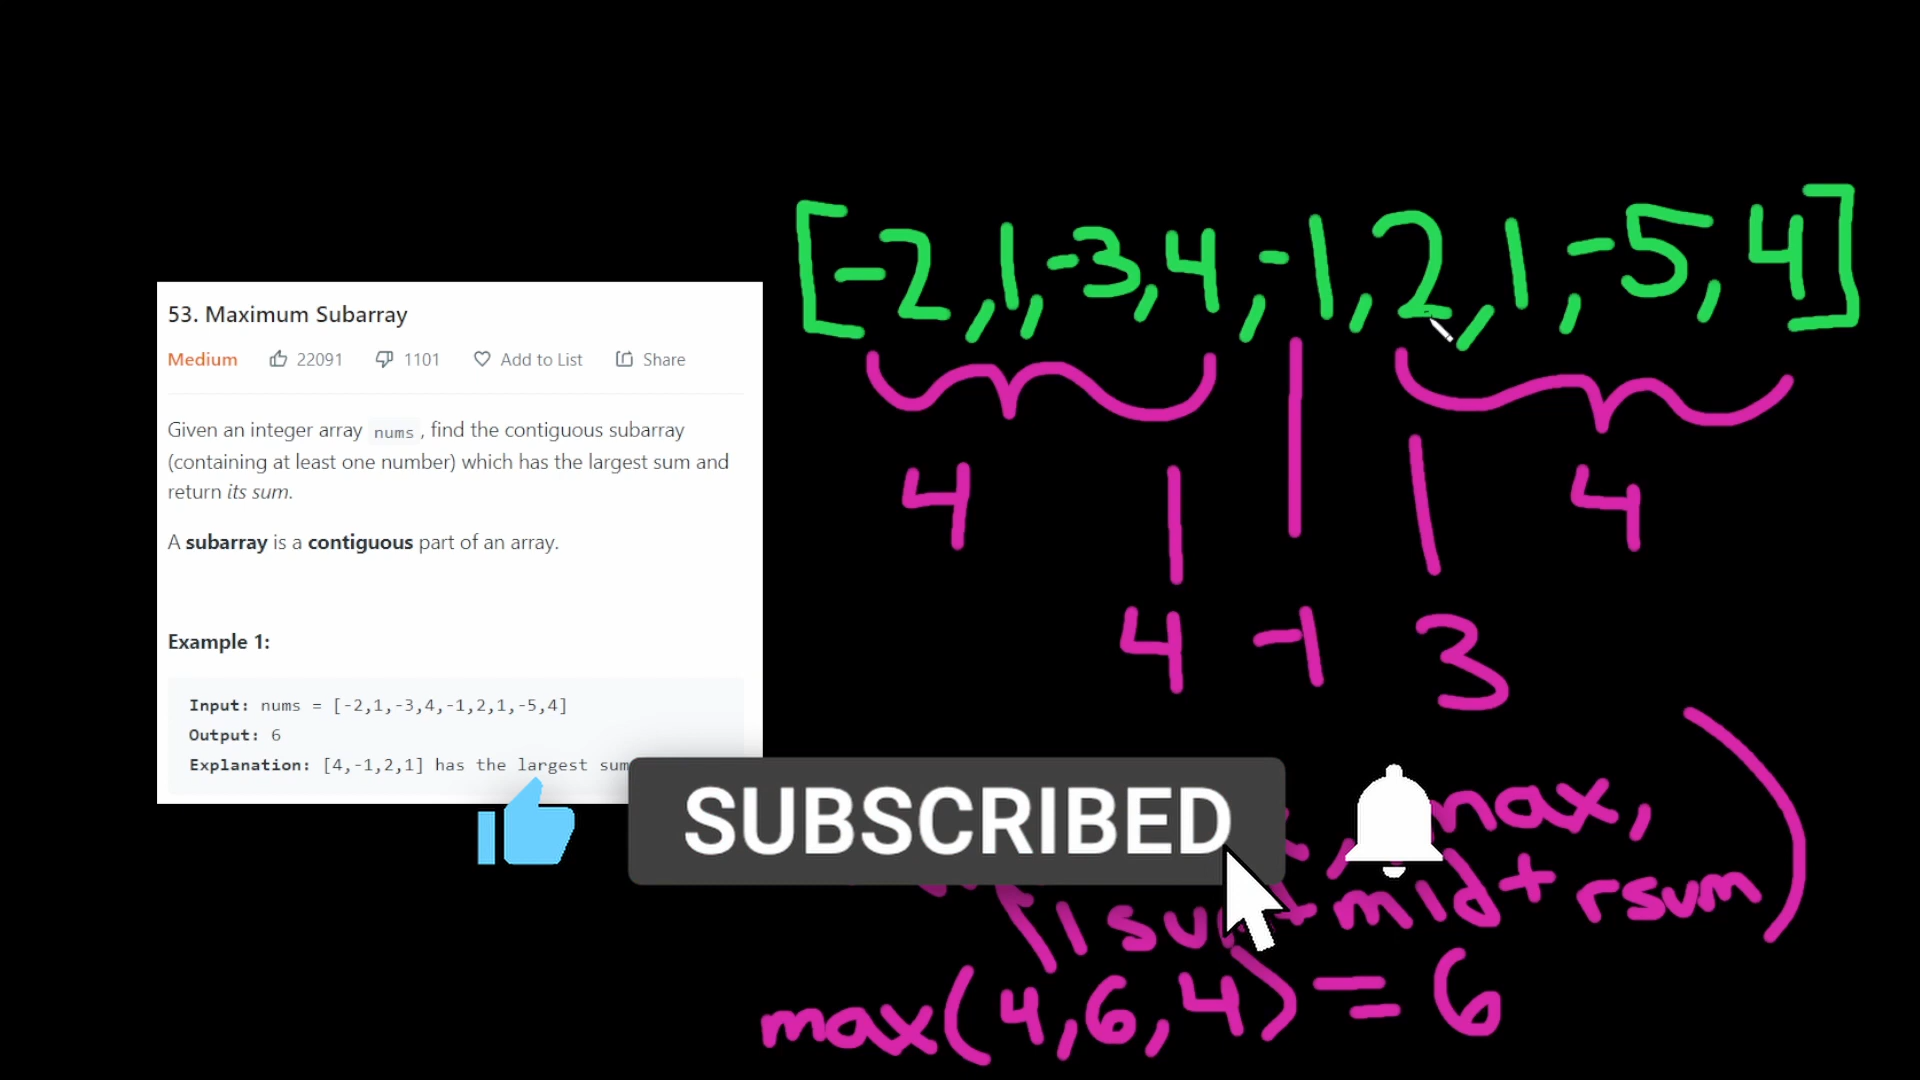 [-2,1,-3,4,-1,2,1,-5,4]
4 4
4 -1 3
53. Maximum Subarray
Medium 22091 1101 Add to List Share
Given an integer array nums, find the contiguous subarray
(containing at least one number) which has the largest sum and
return its sum.
A subarray is a contiguous part of an array.
Example 1:
Input: nums = [-2,1,-3,4,-1,2,1,-5,4]
Output: 6
Explanation: [4,-1,2,1] has the largest sum
SUBSCRIBED
max,
+mid+rsum)
max(4,6,4)=6